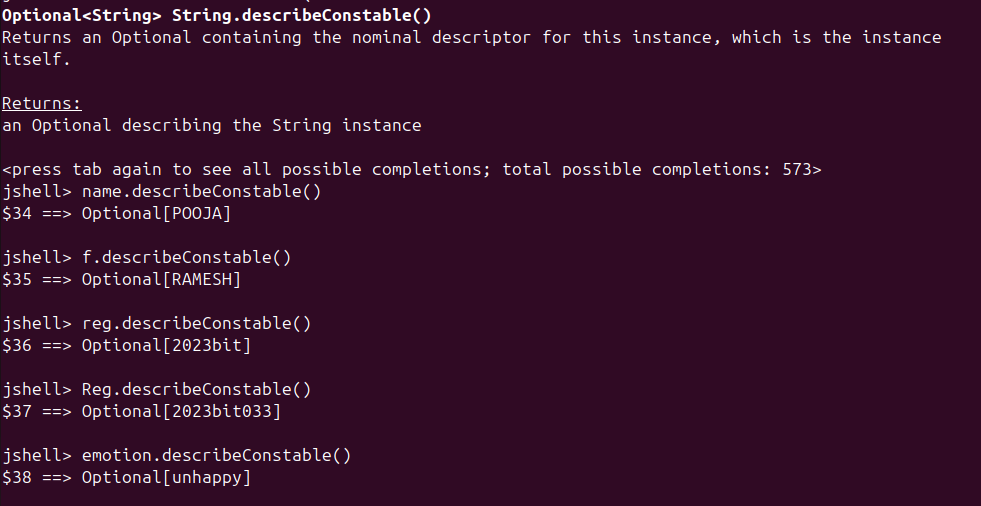 Optional<String> String.describeConstable()
Returns an Optional containing the nominal descriptor for this instance, which is the instance
itself.
Returns:
an Optional describing the String instance
<press tab again to see all possible completions; total possible completions: 573>
jshell> name.describeConstable()
$34 ==> Optional[POOJA]
jshell> f.describeConstable()
$35 ==> Optional[RAMESH]
jshell> reg.describeConstable()
$36 ==> Optional[2023bit]
jshell> Reg.describeConstable()
$37 ==> Optional[2023bit033]
jshell> emotion.describeConstable()
$38 ==> Optional[unhappy]